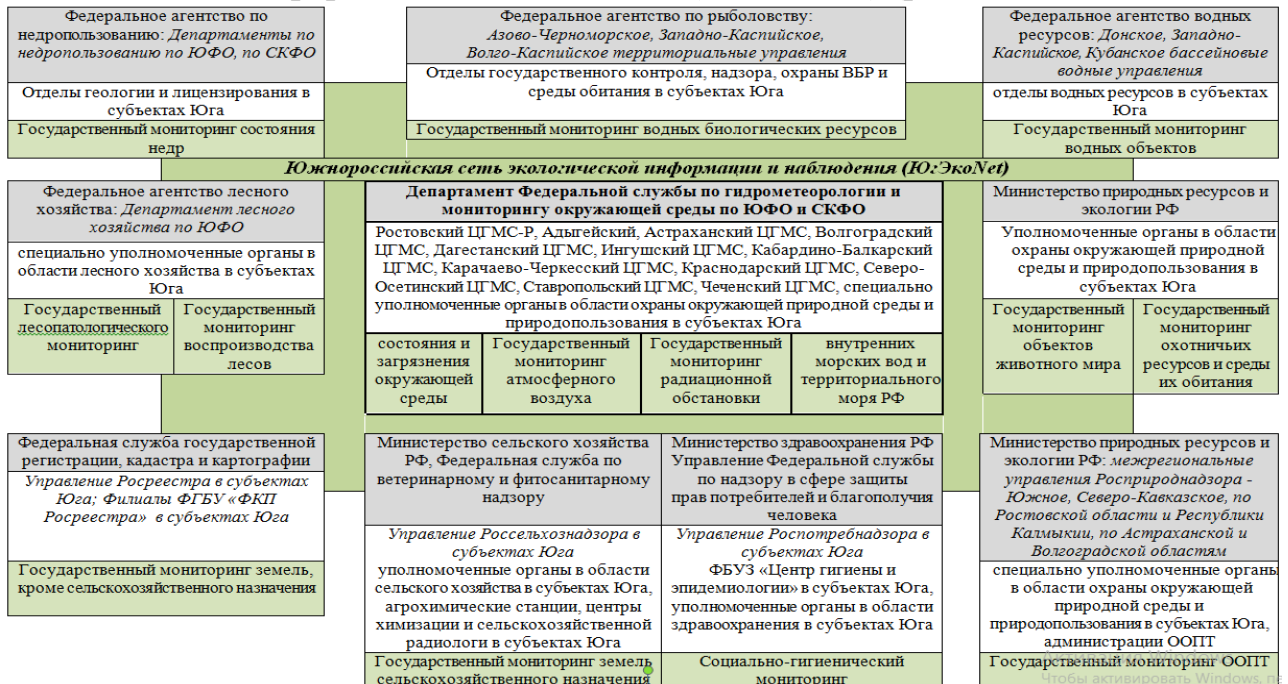 Федеральное агентство по
недропользованию: Департаменты по
недропользованию по ЮФО, по СКФО
Отделы геологии и лицензирования в
субъектах Юга
Государственный мониторинг состояния
недр
Федеральное агентство по рыболовству:
Азово-Черноморское, Западно-Каспийское,
Волго-Каспийское территориальные управления
Отделы государственного контроля, надзора, охраны ВБР и
среды обитания в субъектах Юга
Государственный мониторинг водных биологических ресурсов
Федеральное агентство водных
ресурсов: Донское, Западно-
Каспийское, Кубанское бассейновые
водные управления
отделы водных ресурсов в субъектах
Юга
Государственный мониторинг
водных объектов
Южнороссийская сеть экологической информации и наблюдения (Ю:ЭкоNet)
Федеральное агентство лесного
хозяйства: Департамент лесного
хозяйства по ЮФО
специально уполномоченные органы в
области лесного хозяйства в субъектах
Юга
Государственный
лесопатологического
мониторинг
Государственный
мониторинг
воспроизводства
лесов
Департамент Федеральной службы по гидрометеорологии и
мониторингу окружающей среды по ЮФО и СКФО
Ростовский ЦГМС-Р, Адыгейский, Астраханский ЦГМС, Волгоградский
ЦГМС, Дагестанский ЦГМС, Ингушский ЦГМС, Кабардино-Балкарский
ЦГМС, Карачаево-Черкесский ЦГМС, Краснодарский ЦГМС, Северо-
Осетинский ЦГМС, Ставропольский ЦГМС, Чеченский ЦГМС, специально
уполномоченные органы в области охраны окружающей природной среды и
природопользования в субъектах Юга
состояния и
загрязнения
окружающей
среды
Государственный
мониторинг
атмосферного
воздуха
Государственный
мониторинг
радиационной
обстановки
внутренних
морских вод и
территориального
моря РФ
Министерство природных ресурсов и
экологии РФ
Уполномоченные органы в области
охраны окружающей природной
среды и природопользования в
субъектах Юга
Государственный
мониторинг
объектов
животного мира
Государственный
мониторинг
охотничьих
ресурсов и среды
их обитания
Федеральная служба государственной
регистрации, кадастра и картографии
Управление Росреестра в субъектах
Юга; Филиалы ФГБУ «ФКП
Росреестра» в субъектах Юга
Государственный мониторинг земель,
кроме сельскохозяйственного назначения
Министерство сельского хозяйства
РФ, Федеральная служба по
ветеринарному и фитосанитарному
надзору
Управление Россельхознадзора в
субъектах Юга
уполномоченные органы в области
сельского хозяйства в субъектах Юга,
агрохимические станции, центры
химизации и сельскохозяйственной
радиологи в субъектах Юга
Государственный мониторинг земель
сельскохозяйственного назначения
Министерство здравоохранения РФ
Управление Федеральной службы
по надзору в сфере защиты
прав потребителей и благополучия
человека
Управление Роспотребнадзора в
субъектах Юга
ФБУЗ «Центр гигиены и
эпидемиологии» в субъектах Юга,
уполномоченные органы в области
здравоохранения в субъектах Юга
Социально-гигиенический
мониторинг
Министерство природных ресурсов и
экологии РФ: межрегиональные
управления Росприроднадзора -
Южное, Северо-Кавказское, по
Ростовской области и Республики
Калмыкии, по Астраханской и
Волгоградской областям
специально уполномоченные органы
в области охраны окружающей
природной среды и
природопользования в субъектах Юга,
администрации ООПТ
Государственный мониторинг ООПТ
Активация Windows
Чтобы активировать Windows,